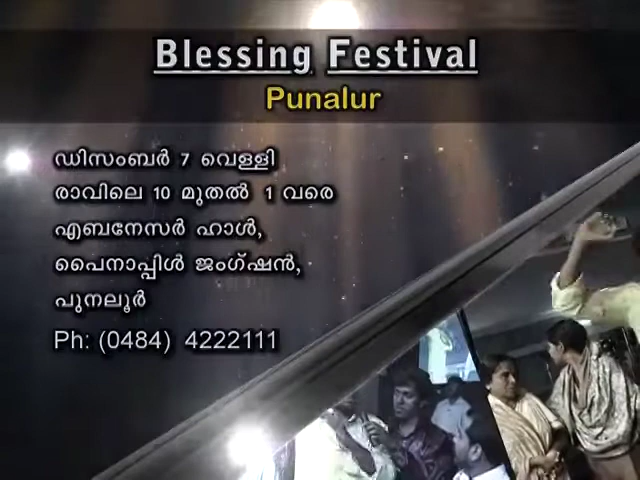 Blessing Festival
Punalur
ഡിസംബർ 7 വെള്ളി
രാവിലെ 10 മുതൽ 1 വരെ
എബനേസർ ഹാൾ,
പൈനാപ്പിൾ ജംഗ്ഷൻ,
പുനലൂർ
Ph: (0484) 4222111